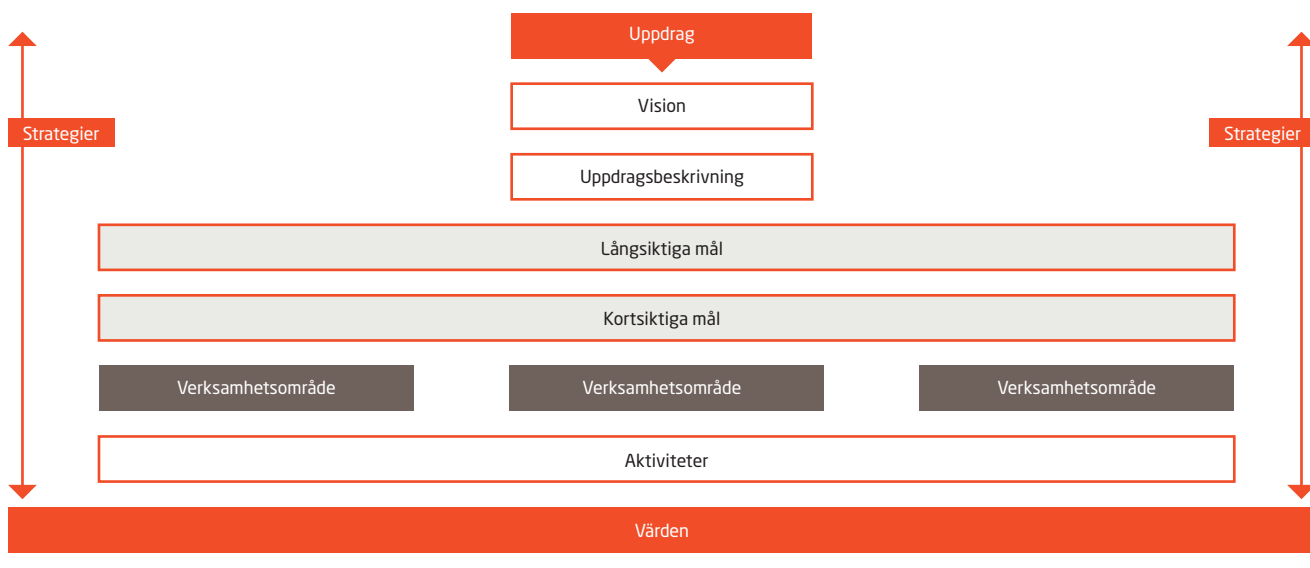 Uppdrag
Vision
Strategier
Strategier
Uppdragsbeskrivning
Långsiktiga mål
Kortsiktiga mål
Verksamhetsområde
Verksamhetsområde
Verksamhetsområde
Aktiviteter
Värden